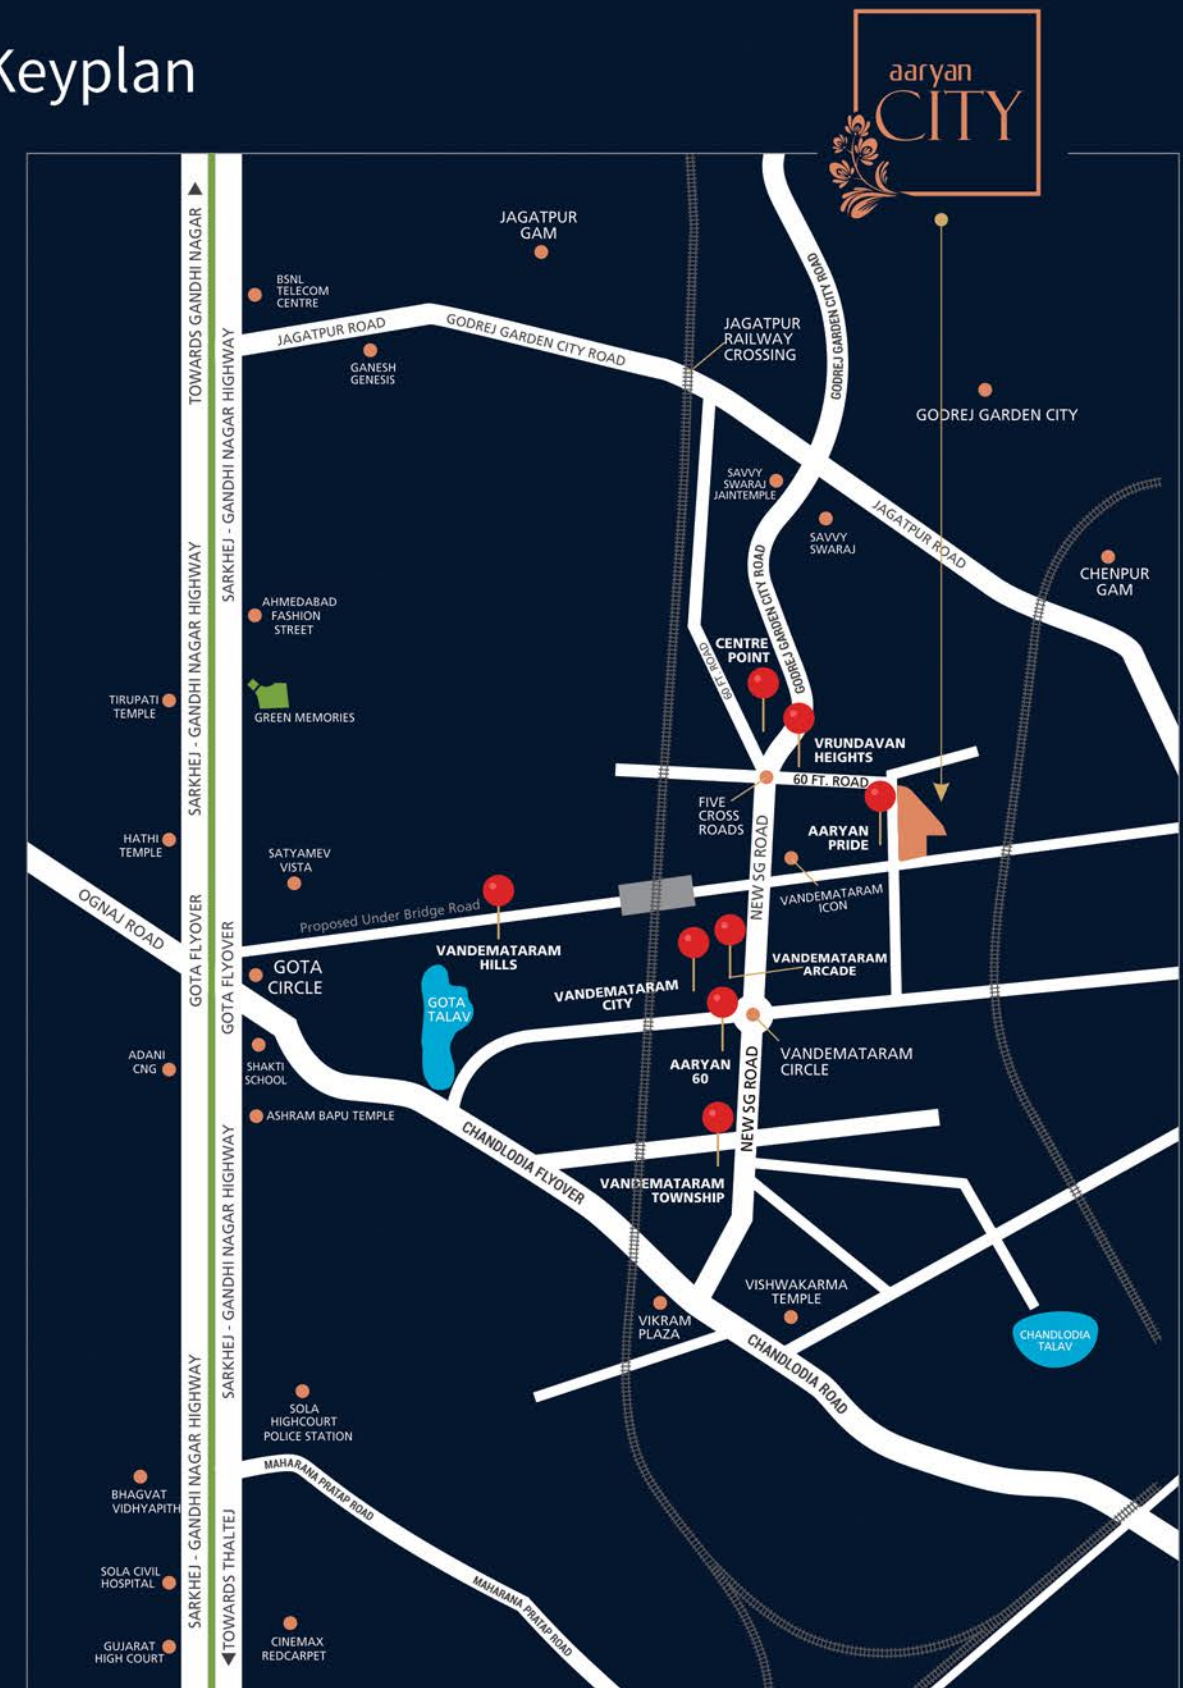 Keyplan
aaryan
CITY
TOWARDS GANDHI NAGAR
JAGATPUR
GAM
BSNL
TELECOM
CENTRE
JAGATPUR ROAD
GODREJ GARDEN CITY ROAD
GANESH
GENESIS
JAGATPUR
RAILWAY
CROSSING
GODREJ GARDEN CITY ROAD
GODREJ GARDEN CITY
SARKHEJ - GANDHI NAGAR HIGHWAY
SAVVY
SWARAJ
JAINTEMPLE
SAVVY
SWARAJ
JAGATPUR ROAD
CHENPUR
GAM
SARKHEJ - GANDHI NAGAR HIGHWAY
AHMEDABAD
FASHION
STREET
GODREJ GARDEN CITY ROAD
CENTRE
POINT
60 FT. ROAD
TIRUPATI
TEMPLE
GREEN MEMORIES
VRUNDAVAN
HEIGHTS
60 FT. ROAD
FIVE
CROSS
ROADS
AARYAN
PRIDE
HATHI
TEMPLE
SATYAMEV
VISTA
NEW SG ROAD
VANDEMATARAM
ICON
OGNAJ ROAD
GOTA FLYOVER
GOTA FLYOVER
Proposed Under Bridge Road
VANDEMATARAM
HILLS
VANDEMATARAM
ARCADE
GOTA
CIRCLE
GOTA
TALAV
VANDEMATARAM
CITY
ADANI
CNG
SHAKTI
SCHOOL
AARYAN
60
VANDEMATARAM
CIRCLE
NEW SG ROAD
ASHRAM BAPU TEMPLE
CHANDLODIA FLYOVER
VANDEMATARAM
TOWNSHIP
SARKHEJ - GANDHI NAGAR HIGHWAY
VISHWAKARMA
TEMPLE
VIKRAM
PLAZA
CHANDLODIA
TALAV
CHANDLODIA ROAD
SARKHEJ - GANDHI NAGAR HIGHWAY
SOLA
HIGHCOURT
POLICE STATION
MAHARANA PRATAP ROAD
BHAGVAT
VIDHYAPITH
TOWARDS THALTEJ
SOLA CIVIL
HOSPITAL
MAHARANA PRATAP ROAD
GUJARAT
HIGH COURT
CINEMAX
REDCARPET